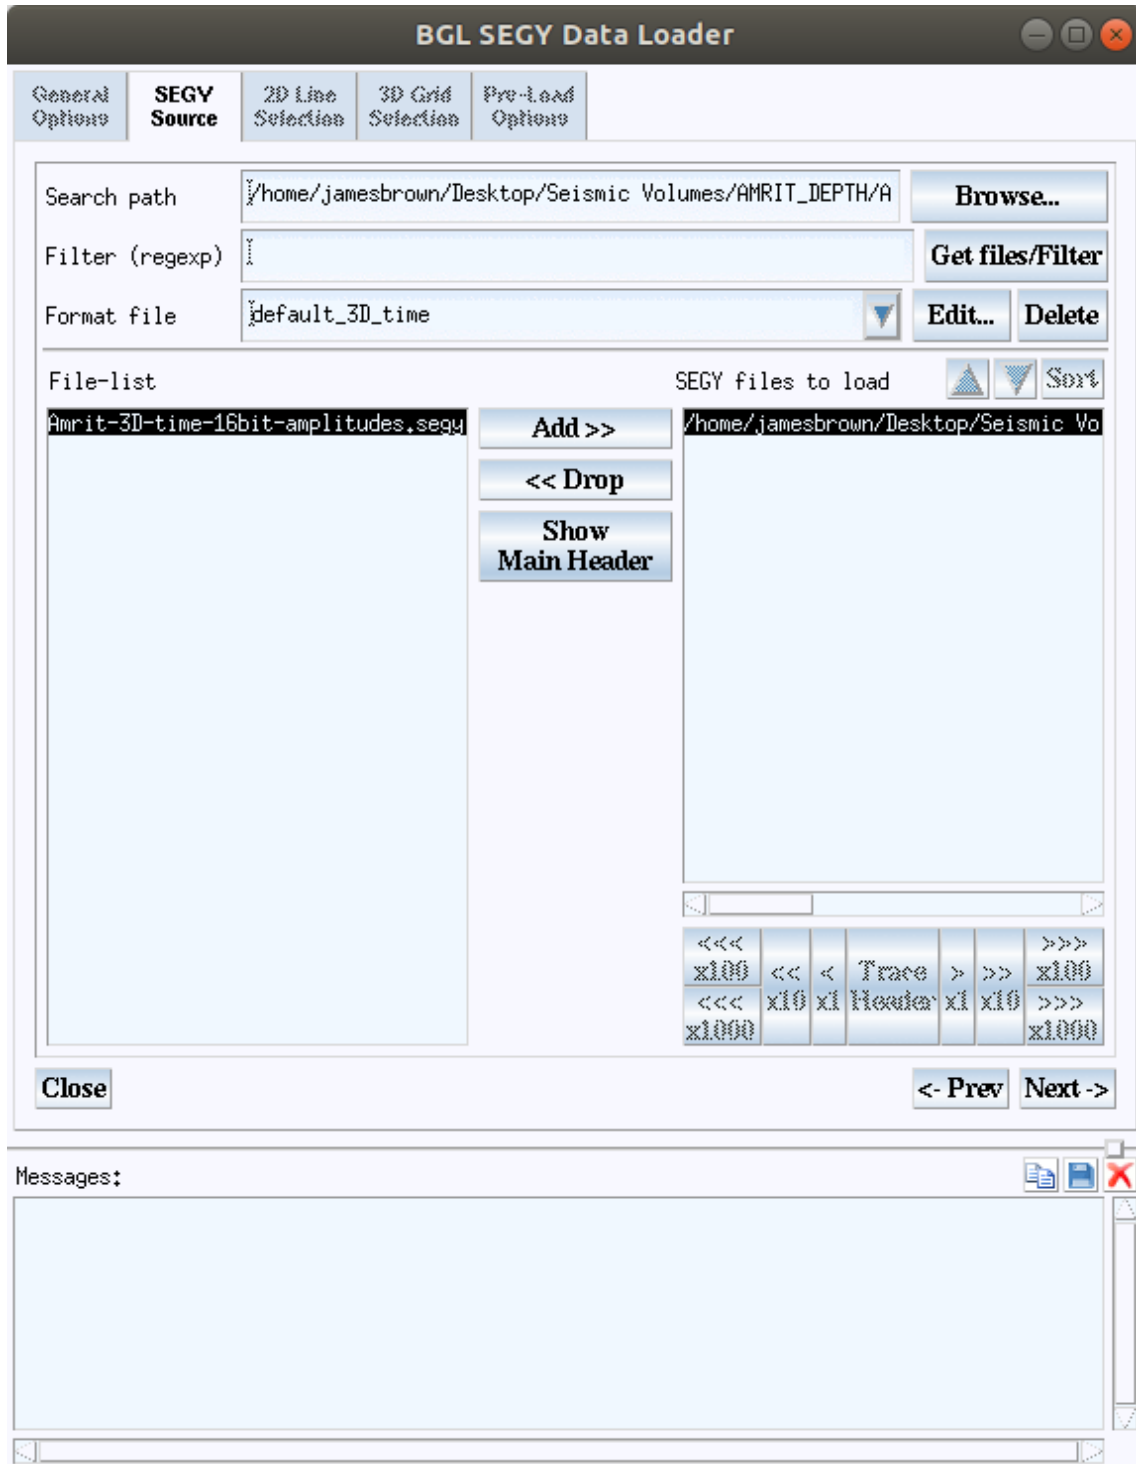 BGL SEGY Data Loader
General Options
SEGY Source
2D Line Selection
3D Grid Selection
Pre-Load Options
Search path
/home/jamesbrown/Desktop/Seismic Volumes/AMRIT_DEPTH/A
Browse...
Filter (regexp)
Get files/Filter
Format file
default_3D_time
Edit...
Delete
File-list
SEGY files to load
Sort
Amrit-3D-time-16bit-amplitudes.segy
Add >>
/home/jamesbrown/Desktop/Seismic Vo
<< Drop
Show
Main Header
<<<
x100
<<<
x1000
<<
x10
<
x1
Trace
Header
>
x1
>>
x10
>>>
x100
>>>
x1000
Close
<- Prev
Next ->
Messages: